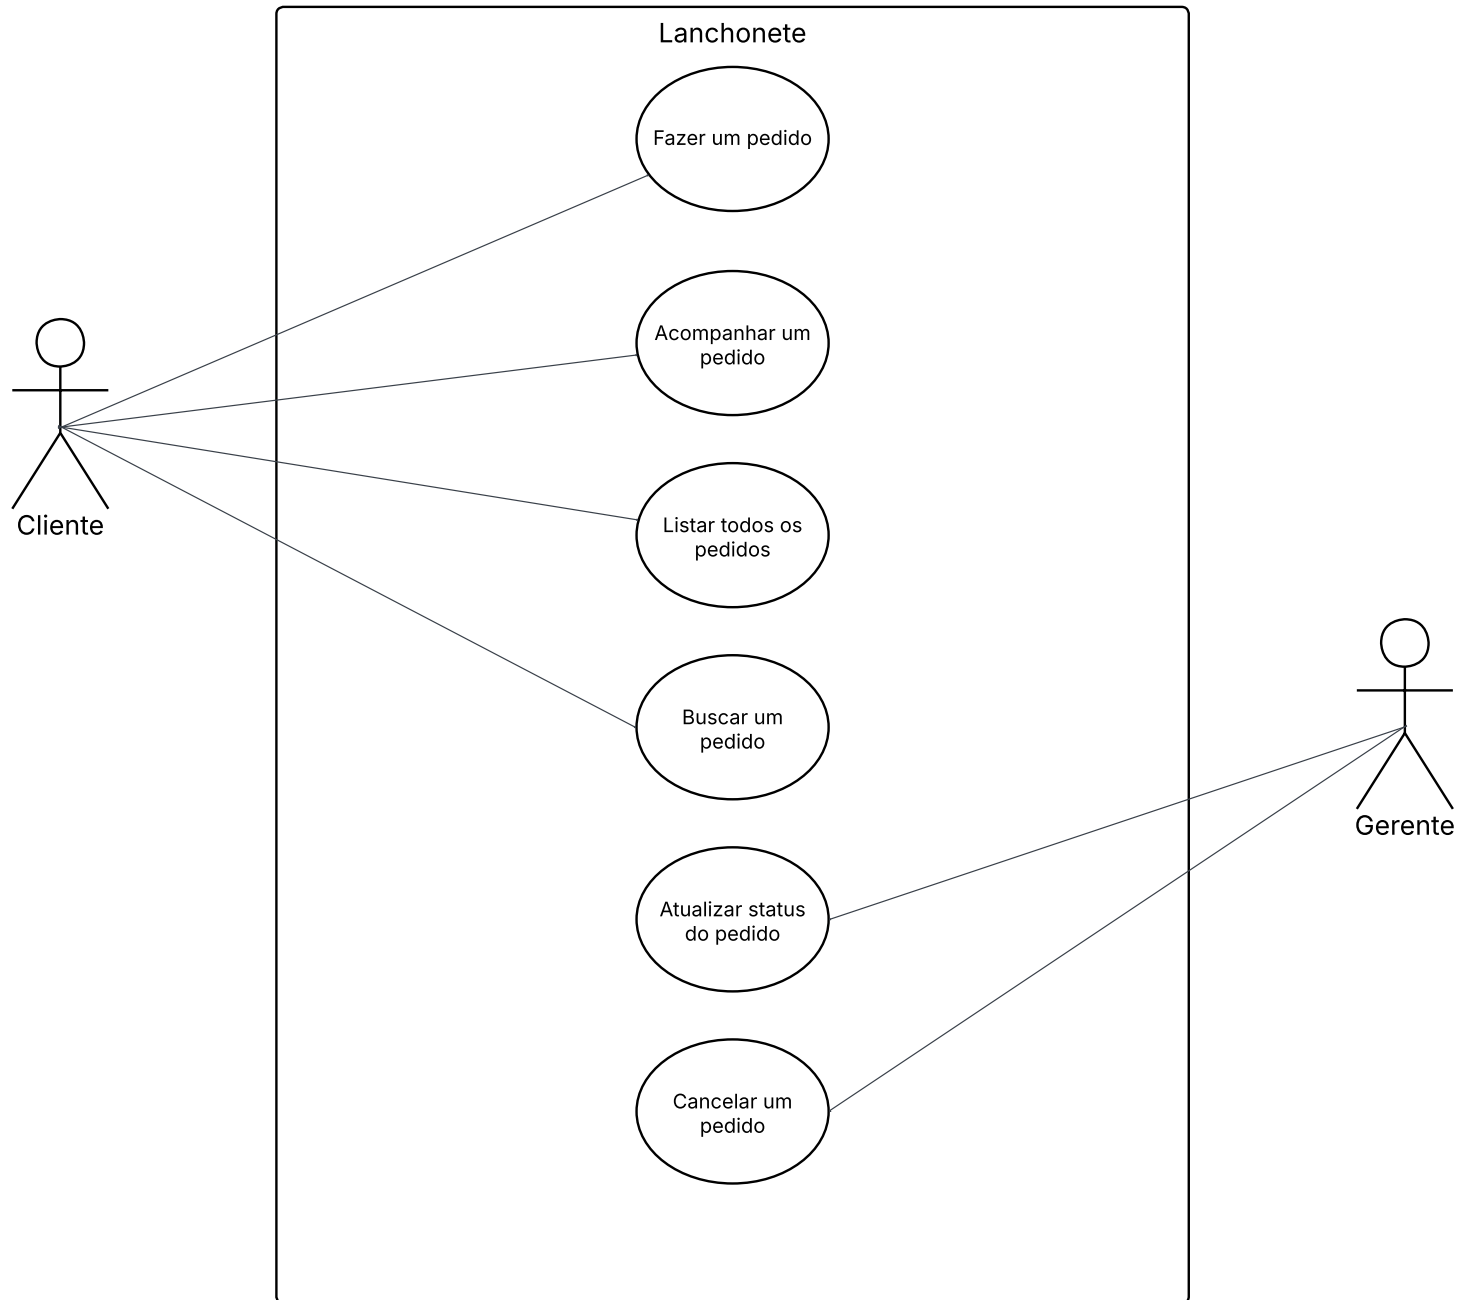 Lanchonete
Fazer um pedido
Acompanhar um
pedido
Cliente
Listar todos os
pedidos
Buscar um
pedido
Gerente
Atualizar status
do pedido
Cancelar um
pedido